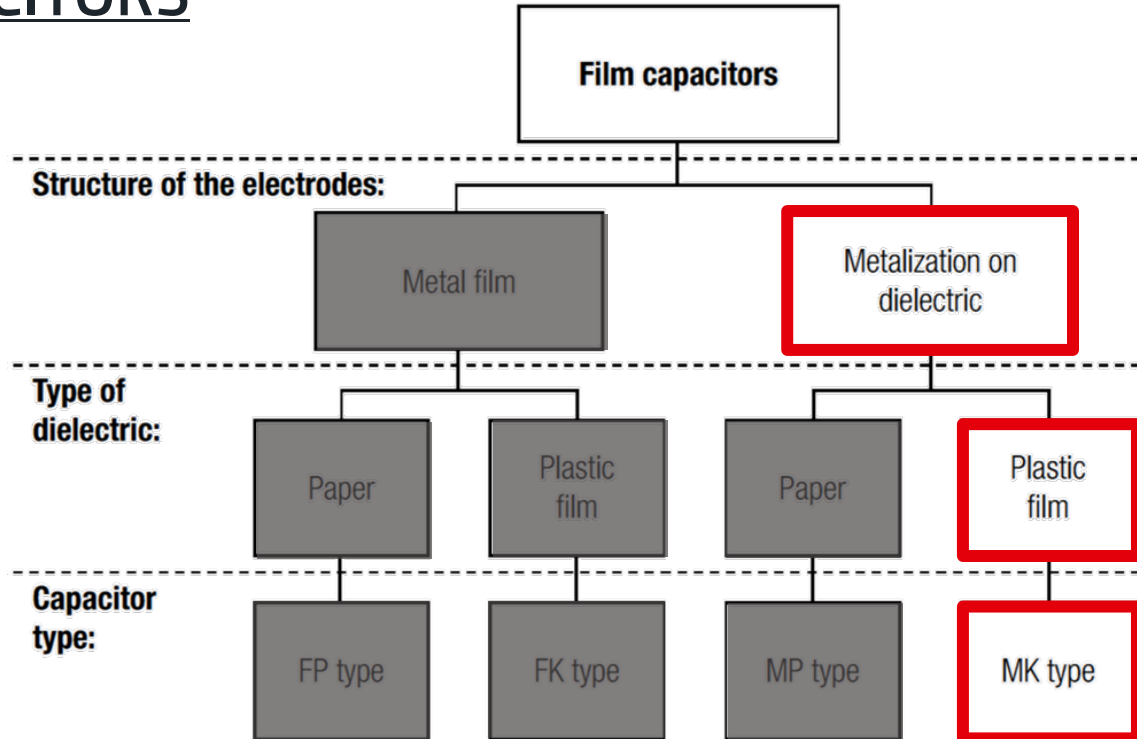 CITORS
Film capacitors
Structure of the electrodes:
Metal film
Metalization on
dielectric
Type of
dielectric:
Paper
Plastic
film
Paper
Plastic
film
Capacitor
type:
FP type
FK type
MP type
MK type